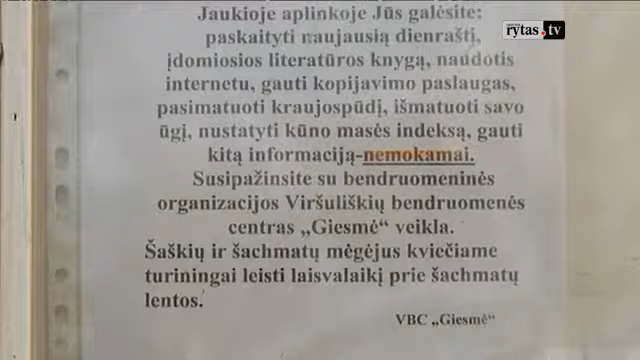 Jaukioje aplinkoje Jūs galėsite:
paskaityti naujausią dienraštį,
įdomiosios literatūros knygą, naudotis
internetu, gauti kopijavimo paslaugas,
pasimatuoti kraujospūdį, išmatuoti savo
ūgį, nustatyti kūno masės indeksą, gauti
kitą informaciją-nemokamai.
Susipažinsite su bendruomeninės
organizacijos Viršuliškių bendruomenės
centras „Giesmė“ veikla.
Šaškių ir šachmatų mėgėjus kviečiame
turiningai leisti laisvalaikį prie šachmatų
lentos.
VBC „Giesmė“
rytas.tv